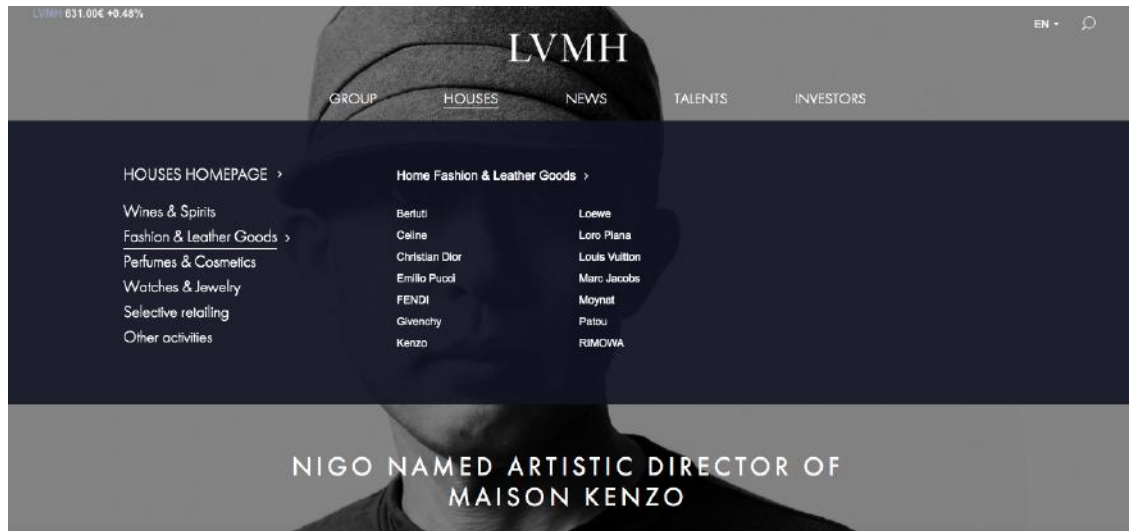 LVMH 631.00€ +0.48%
EN
LVMH
GROUP HOUSES NEWS TALENTS INVESTORS
HOUSES HOMEPAGE >
Wines & Spirits
Fashion & Leather Goods >
Perfumes & Cosmetics
Watches & Jewelry
Selective retailing
Other activities
Home Fashion & Leather Goods >
Berluti
Celine
Christian Dior
Emilio Pucci
FENDI
Givenchy
Kenzo
Loewe
Loro Piana
Louis Vuitton
Marc Jacobs
Moynat
Patou
RIMOWA
NIGO NAMED ARTISTIC DIRECTOR OF
MAISON KENZO